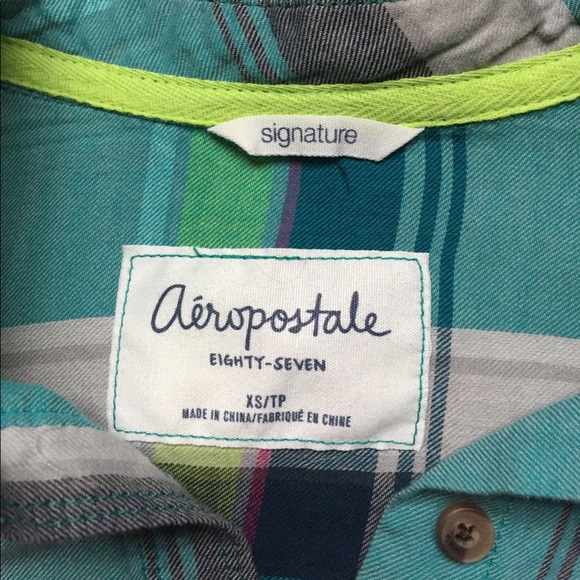 signature
aéropostale
EIGHTY-SEVEN
XS/TP
MADE IN CHINA/FABRIQUÉ EN CHINE